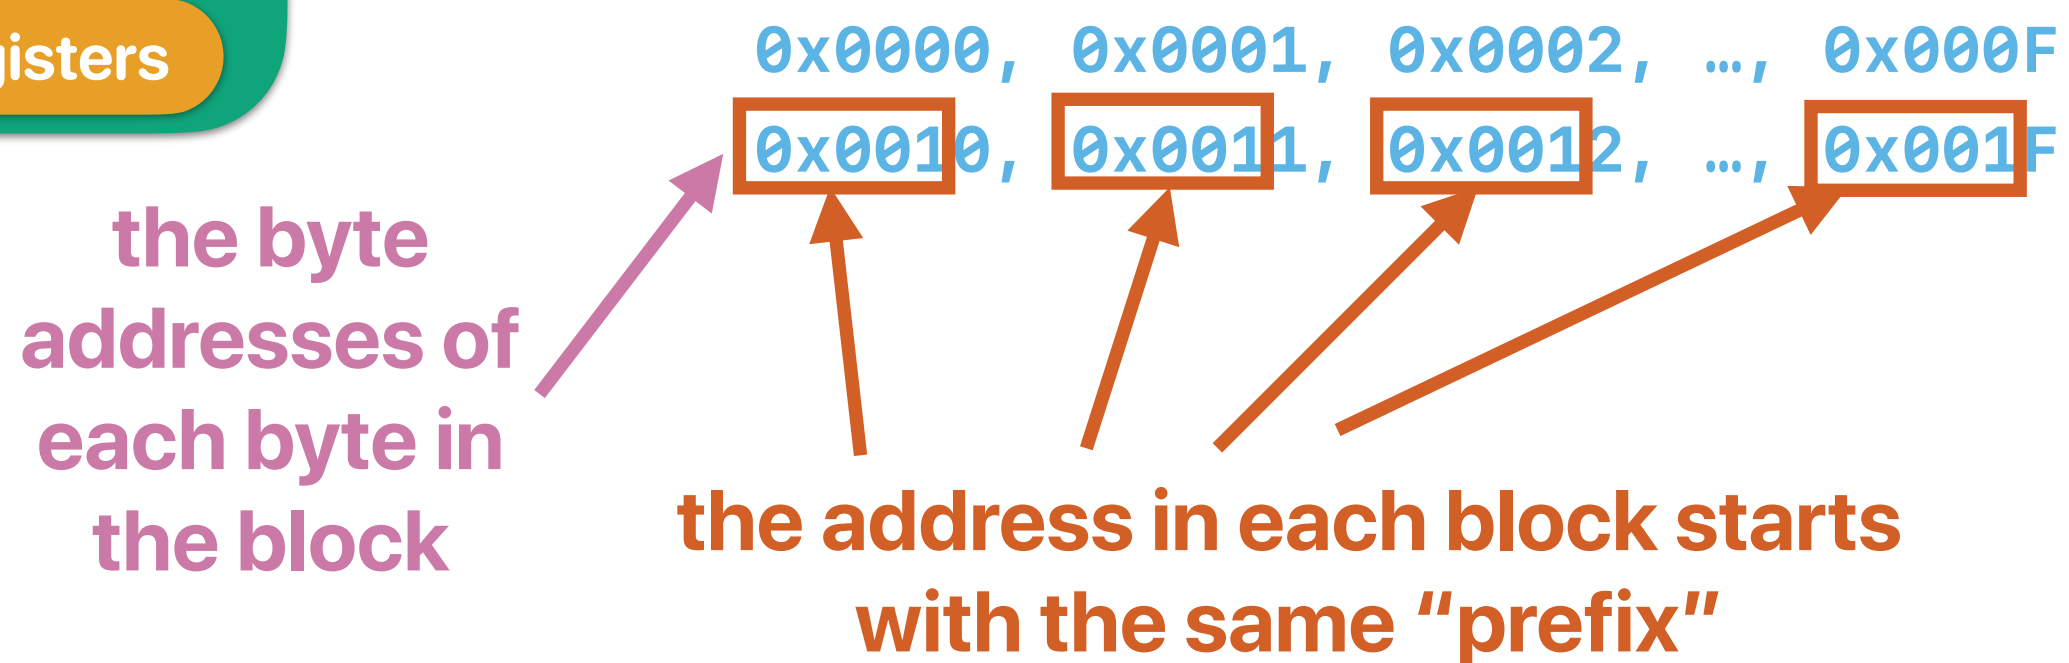 gisters
0x0000, 0x0001, 0x0002, …, 0x000F
0x0010, 0x0011, 0x0012, …, 0x001F
the byte
addresses of
each byte in
the block
the address in each block starts
with the same “prefix”